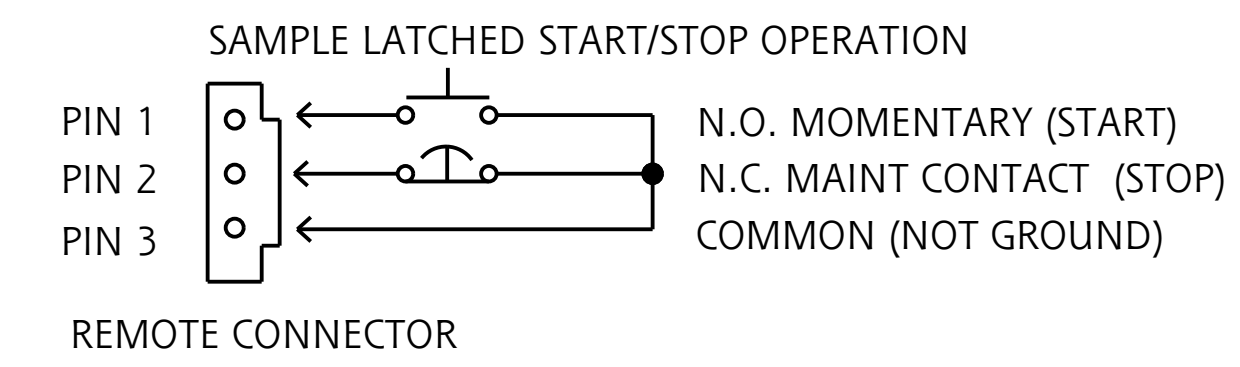 SAMPLE LATCHED START/STOP OPERATION
PIN 1 N.O. MOMENTARY (START)
PIN 2 N.C. MAINT CONTACT (STOP)
PIN 3 COMMON (NOT GROUND)
REMOTE CONNECTOR